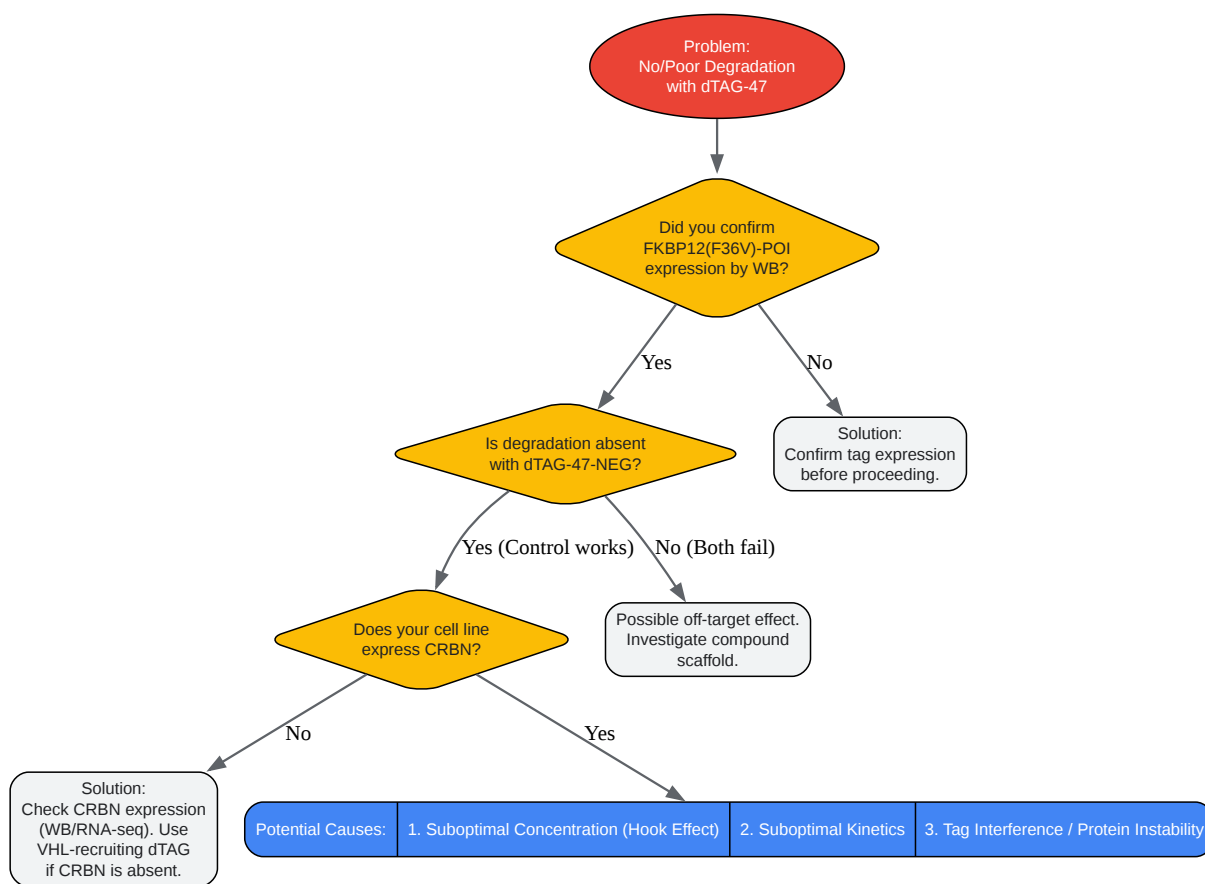 Problem:
No/Poor Degradation
with dTAG-47
Did you confirm
FKBP12(F36V)-POI
expression by WB?
Yes
No
Is degradation absent
with dTAG-47-NEG?
Solution:
Confirm tag expression
before proceeding.
Yes (Control works)
No (Both fail)
Does your cell line
express CRBN?
Possible off-target effect.
Investigate compound
scaffold.
No
Yes
Solution:
Check CRBN expression
(WB/RNA-seq). Use
VHL-recruiting dTAG
if CRBN is absent.
Potential Causes:
1. Suboptimal Concentration (Hook Effect)
2. Suboptimal Kinetics
3. Tag Interference / Protein Instability